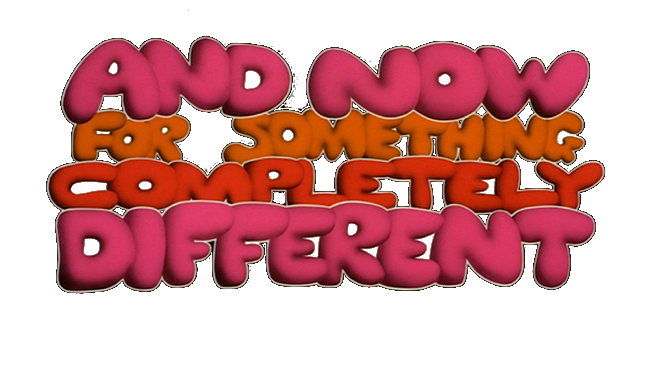 AND NOW
FOR SOMETHING
COMPLETELY
DIFFERENT